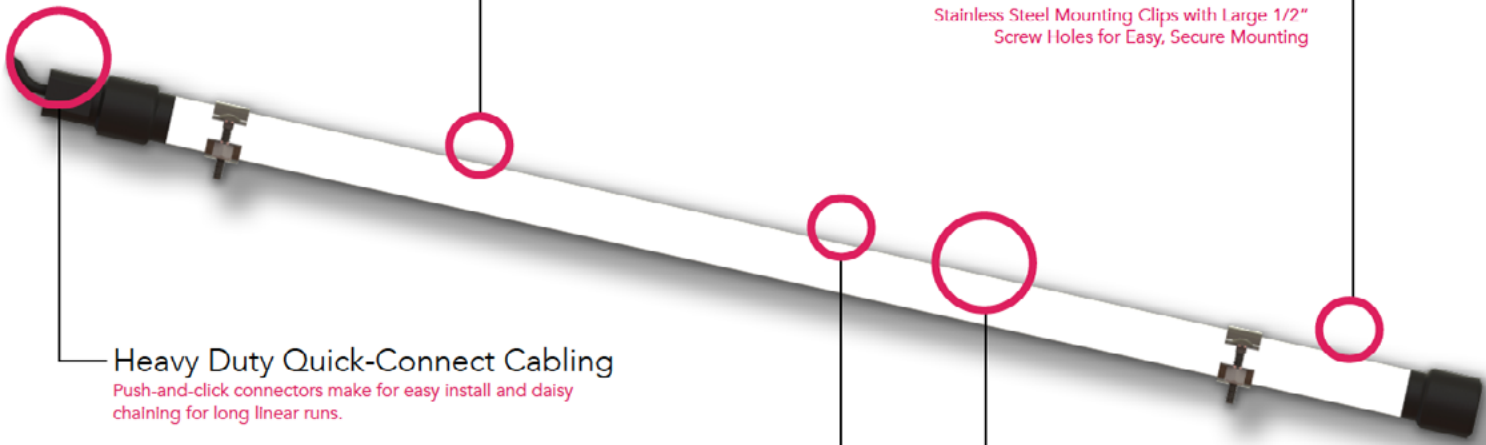 Stainless Steel Mounting Clips with Large 1/2"
Screw Holes for Easy, Secure Mounting
Heavy Duty Quick-Connect Cabling
Push-and-click connectors make for easy install and daisy
chaining for long linear runs.